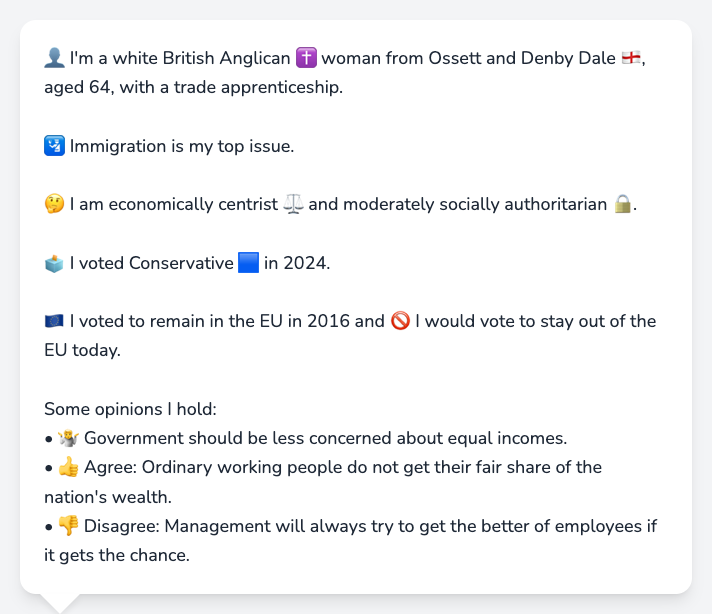 👤 I'm a white British Anglican ✝️ woman from Ossett and Denby Dale 🏴󠁧󠁢󠁥󠁮󠁧󠁿,
aged 64, with a trade apprenticeship.
🛂 Immigration is my top issue.
🤔 I am economically centrist ⚖️ and moderately socially authoritarian 🔒.
🗳️ I voted Conservative 🟦 in 2024.
🇪🇺 I voted to remain in the EU in 2016 and 🚫 I would vote to stay out of the
EU today.
Some opinions I hold:
• 🤷 Government should be less concerned about equal incomes.
• 👍 Agree: Ordinary working people do not get their fair share of the
nation's wealth.
• 👎 Disagree: Management will always try to get the better of employees if
it gets the chance.